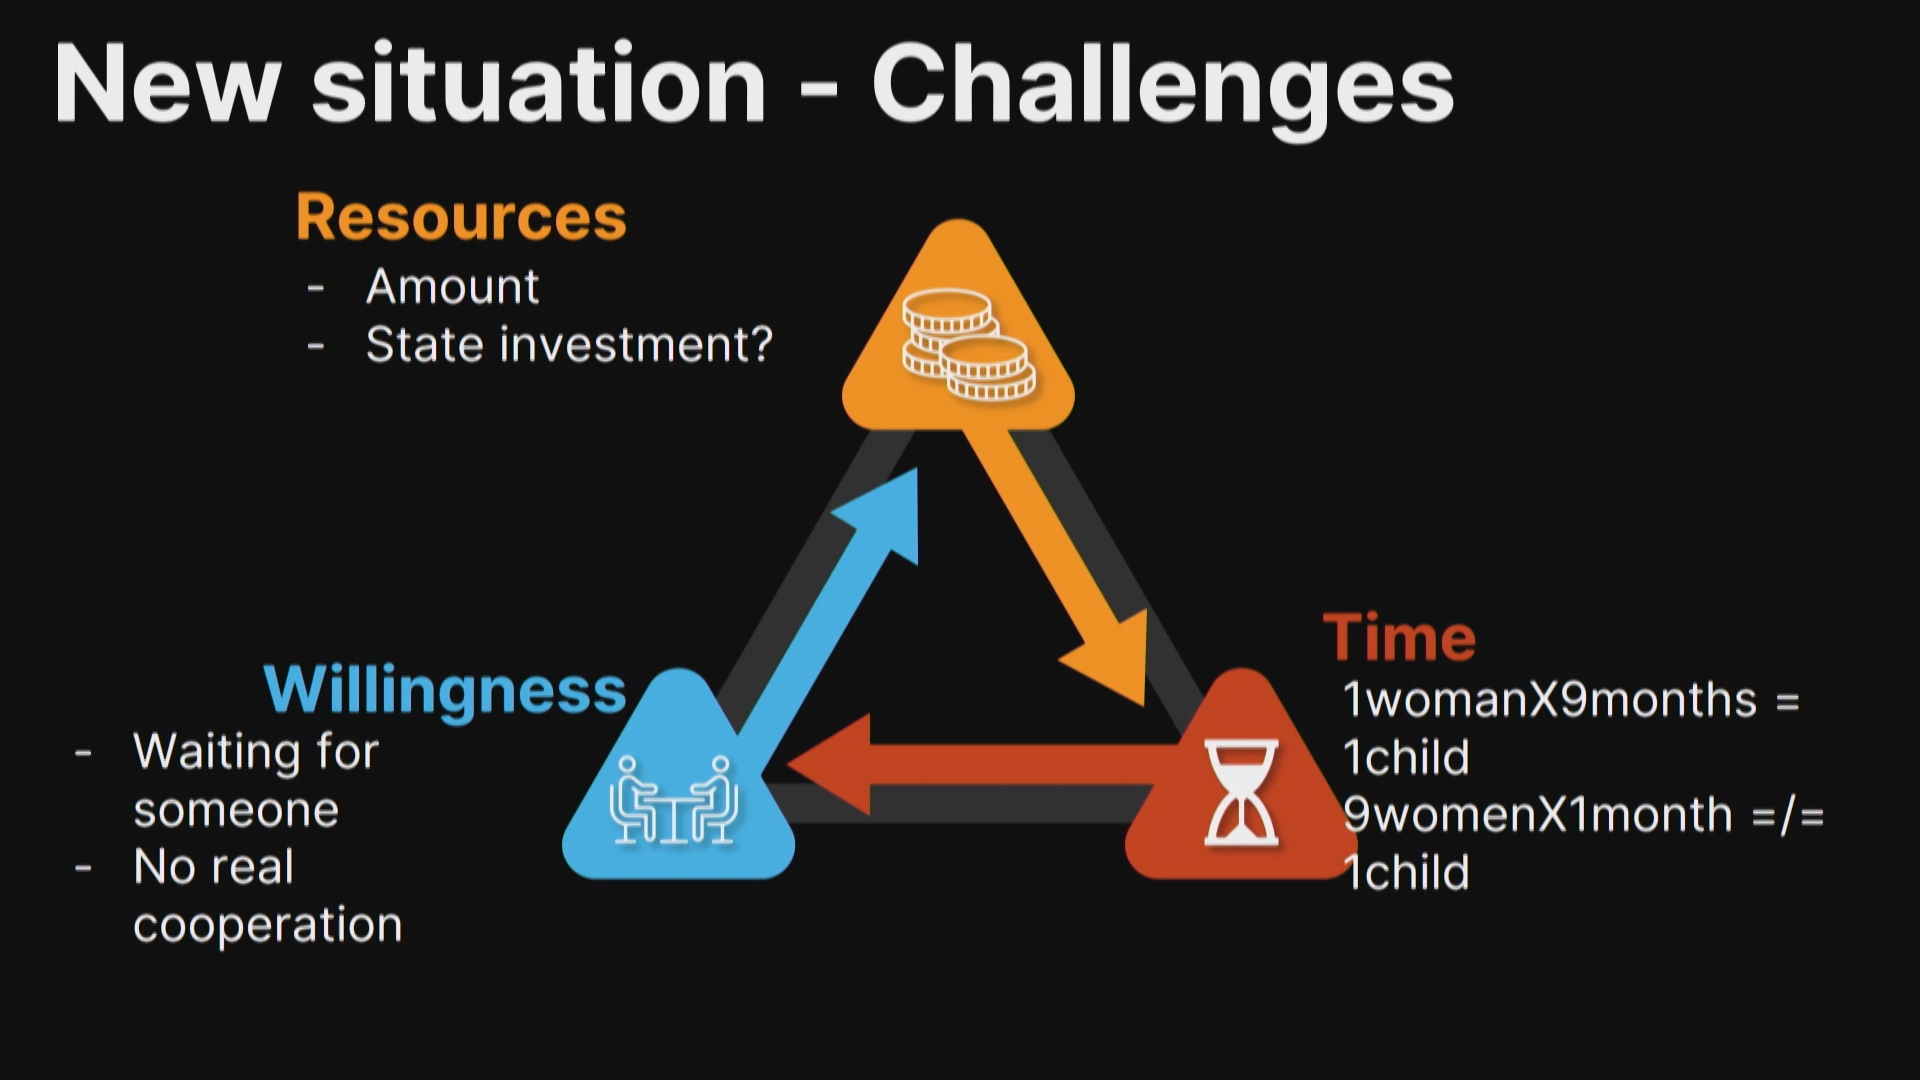 New situation - Challenges
Resources
- Amount
- State investment?
Willingness
- Waiting for
someone
- No real
cooperation
Time
1womanX9months =
1child
9womenX1month =/=
1child